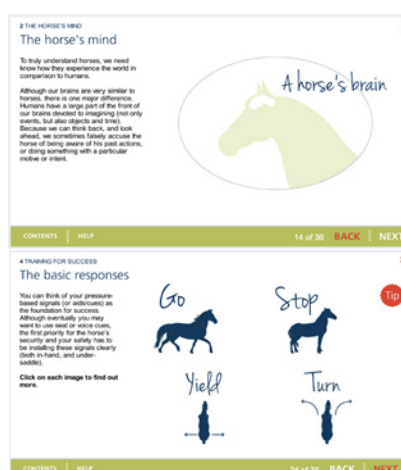 2 THE HORSE'S MIND
The horse's mind
To truly understand horses, we need
know how they experience the world in
comparison to humans.
Although our brains are very similar to
horses, there is one major difference.
Humans have a large part of the front of
our brains devoted to imagining (not only
events, but also objects and time).
Because we can think back, and look
ahead, we sometimes falsely accuse the
horse of being aware of his past actions,
or doing something with a particular
motive or intent.
A horse's brain
CONTENTS HELP 14 of 36 BACK NEXT
4 TRAINING FOR SUCCESS
The basic responses
You can think of your pressure-
based signals (or aids/cues) as
the foundation for success.
Although eventually you may
want to use seat or voice cues,
the first priority for the horse's
security and your safety has to
be installing these signals clearly
(both in-hand, and under-
saddle).
Click on each image to find out
more.
Go Stop
Tip
Yield Turn
CONTENTS HELP 24 of 36 BACK NEXT